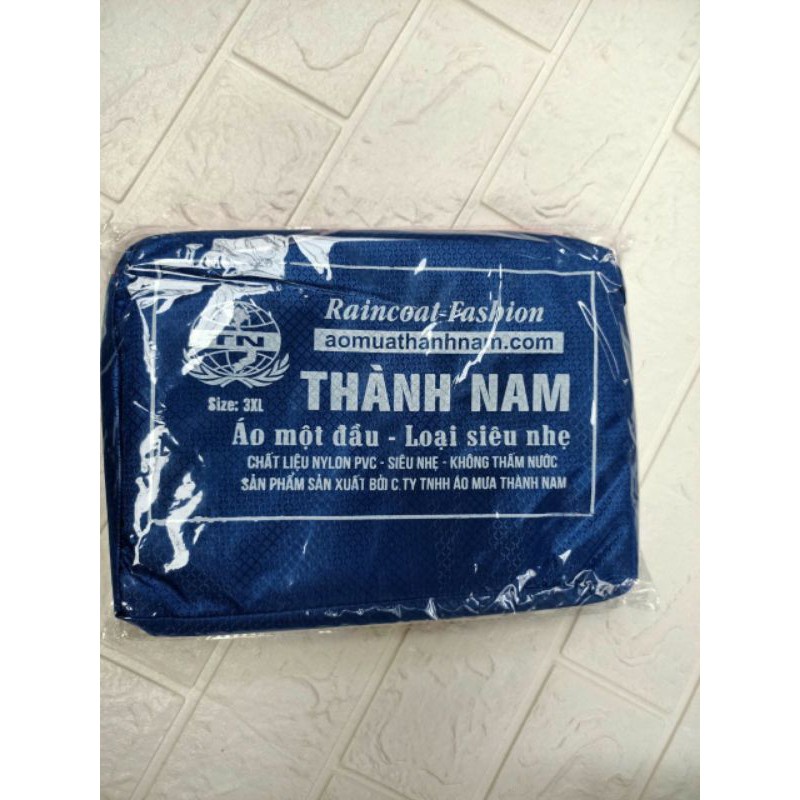 Raincoat-Fashion
aomuathanhnam.com
TN
THÀNH NAM
Size: 3XL
Áo một đầu - Loại siêu nhẹ
CHẤT LIỆU NYLON PVC - SIÊU NHẸ - KHÔNG THẤM NƯỚC
SẢN PHẨM SẢN XUẤT BỞI C.TY TNHH ÁO MƯA THÀNH NAM